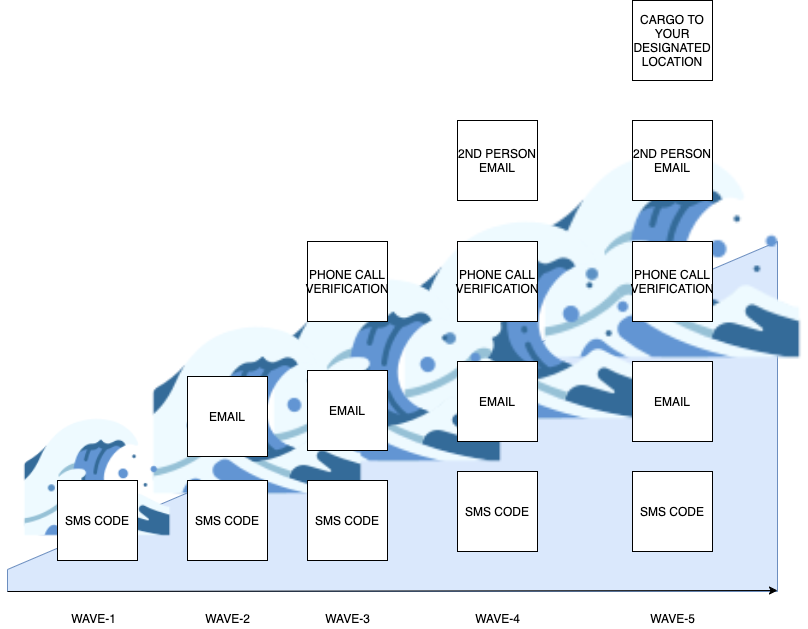 CARGO TO
YOUR
DESIGNATED
LOCATION
2ND PERSON
EMAIL
2ND PERSON
EMAIL
PHONE CALL
VERIFICATION
PHONE CALL
VERIFICATION
PHONE CALL
VERIFICATION
EMAIL
EMAIL
EMAIL
EMAIL
SMS CODE
SMS CODE
SMS CODE
SMS CODE
SMS CODE
WAVE-1
WAVE-2
WAVE-3
WAVE-4
WAVE-5